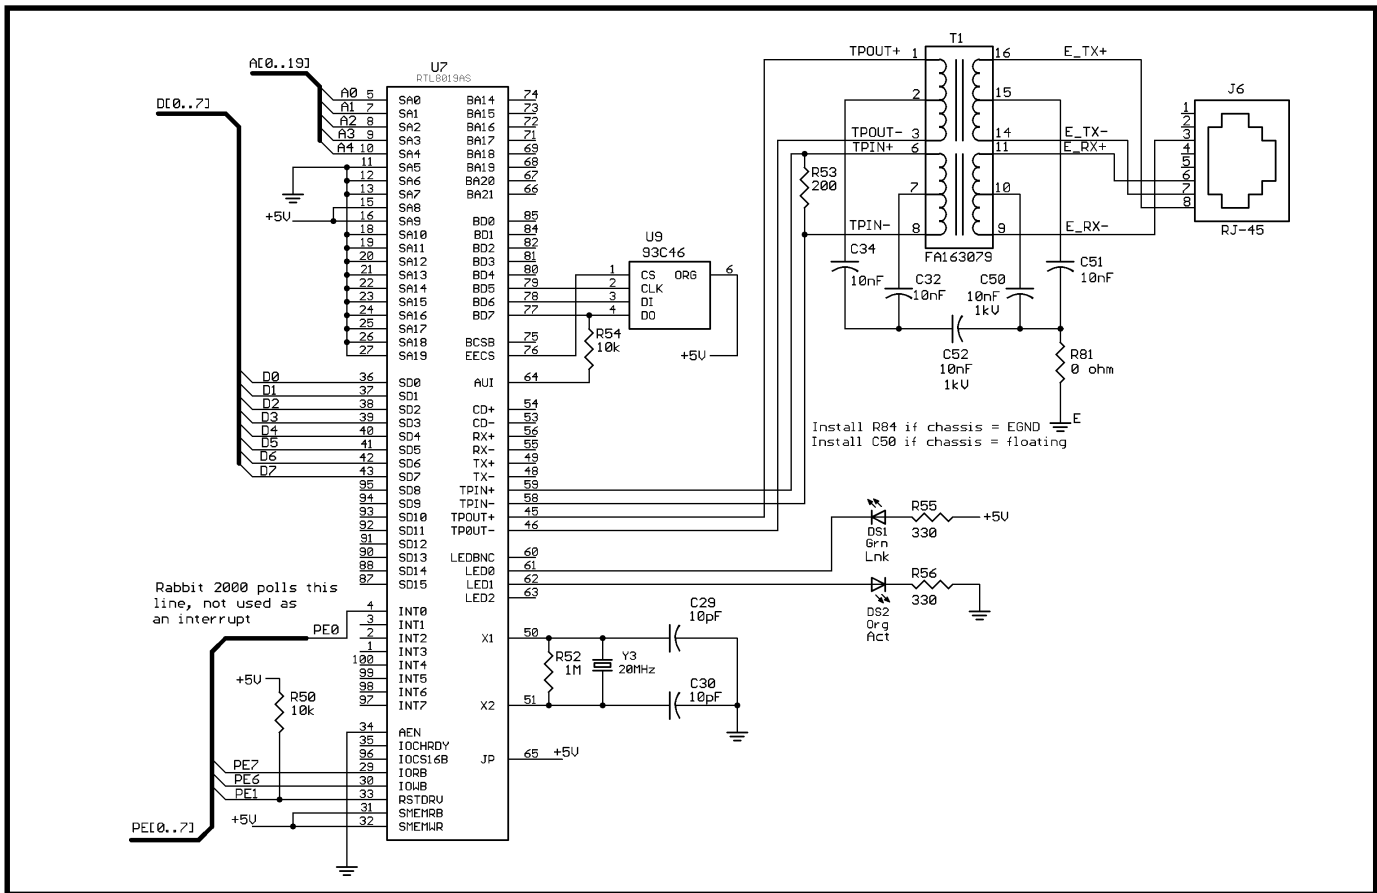 A[0..19]
D[0..7]
U7
RTL8019AS
A0 5 SA0 BA14 74
A1 7 SA1 BA15 73
A2 8 SA2 BA16 72
A3 9 SA3 BA17 71
A4 10 SA4 BA18 69
11 SA5 BA19 68
12 SA6 BA20 67
13 SA7 BA21 66
15 SA8
+5V 16 SA9 BD0 85
18 SA10 BD1 84
19 SA11 BD2 82
20 SA12 BD3 81
21 SA13 BD4 80
22 SA14 BD5 79
23 SA15 BD6 78
24 SA16 BD7 77
25 SA17
26 SA18 BCSB 75
27 SA19 EECS 76
D0 36 SD0 AUI 64
D1 37 SD1
D2 38 SD2 CD+ 54
D3 39 SD3 CD- 53
D4 40 SD4 RX+ 56
D5 41 SD5 RX- 55
D6 42 SD6 TX+ 49
D7 43 SD7 TX- 48
95 SD8 TPIN+ 59
94 SD9 TPIN- 58
93 SD10 TPOUT+ 45
92 SD11 TPOUT- 46
91 SD12
90 SD13 LEDBNC 60
88 SD14 LED0 61
87 SD15 LED1 62
LED2 63
Rabbit 2000 polls this
line, not used as
an interrupt
PE0
4 INT0
3 INT1
2 INT2 X1 50
1 INT3
100 INT4
99 INT5
98 INT6
97 INT7 X2 51
+5V
R50
10k
34 AEN
35 IOCHRDY
96 IOCS16B JP 65 +5V
PE7 29 IORB
PE6 30 IOWB
PE1 33 RSTDRV
31 SMEMRB
+5V 32 SMEMWR
PE[0..7]
U9
93C46
1 CS ORG 6
2 CLK
3 DI
4 DO
+5V
R54
10k
T1
FA163079
TPOUT+ 1 16 E_TX+
2 15
TPOUT- 3 14 E_TX-
TPIN+ 6 11 E_RX+
7 10
TPIN- 8 9 E_RX-
R53
200
C34
10nF
C32
10nF
C50
10nF
1kV
C51
10nF
C52
10nF
1kV
R81
0 ohm
E
J6
1
2
3
4
5
6
7
8
RJ-45
Install R84 if chassis = EGND
Install C50 if chassis = floating
DS1
Grn
Lnk
R55
330
+5V
DS2
Org
Act
R56
330
C29
10pF
R52
1M
Y3
20MHz
C30
10pF